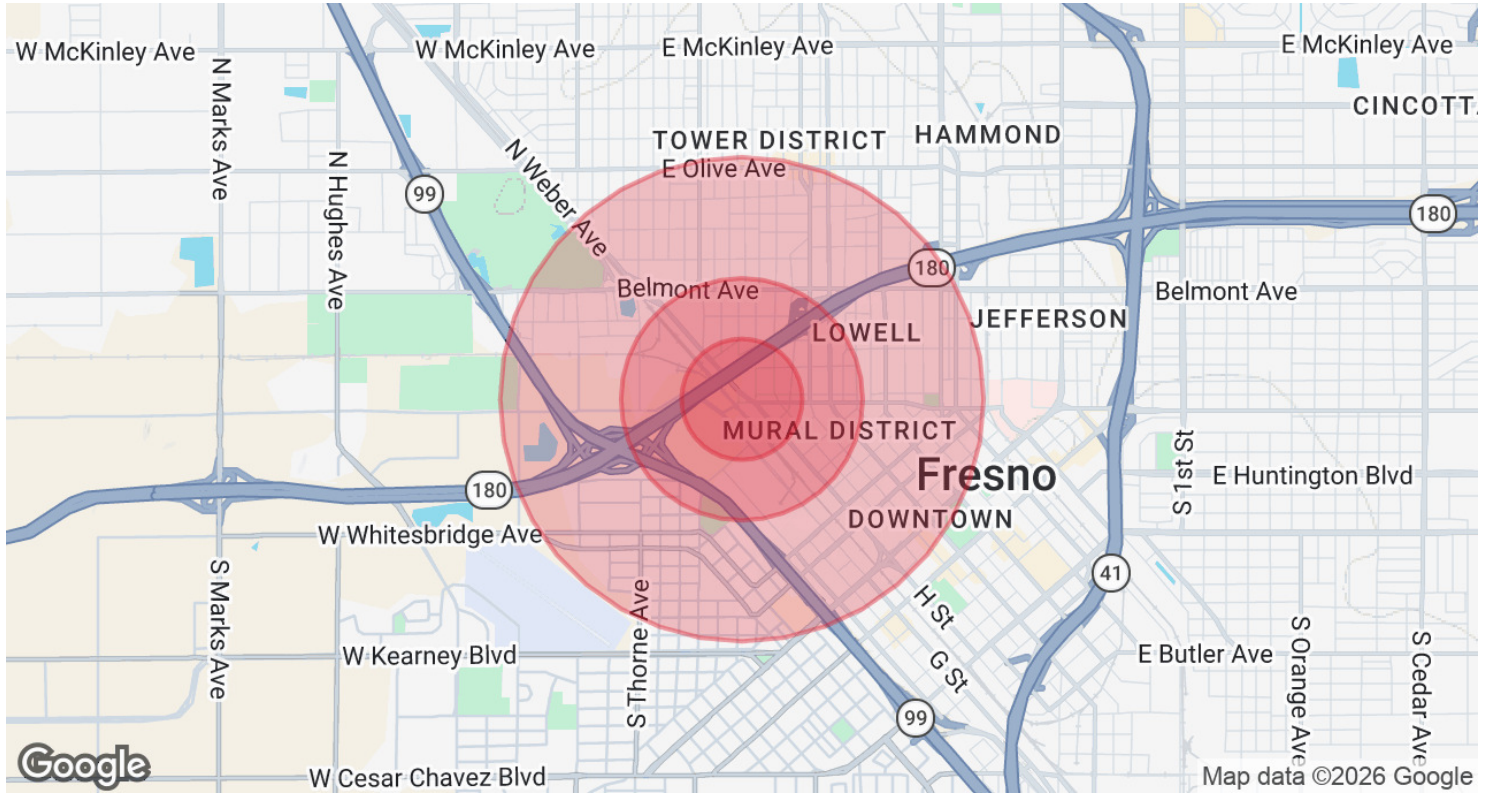 W McKinley Ave
W McKinley Ave
E McKinley Ave
E McKinley Ave
N Marks Ave
CINCOTTA
TOWER DISTRICT
HAMMOND
E Olive Ave
N Weber Ave
N Hughes Ave
99
180
180
Belmont Ave
Belmont Ave
JEFFERSON
LOWELL
MURAL DISTRICT
Fresno
S 1st St
E Huntington Blvd
180
DOWNTOWN
W Whitesbridge Ave
41
S Marks Ave
S Thorne Ave
H St
G St
W Kearney Blvd
E Butler Ave
S Orange Ave
S Cedar Ave
99
Google
W Cesar Chavez Blvd
Map data ©2026 Google